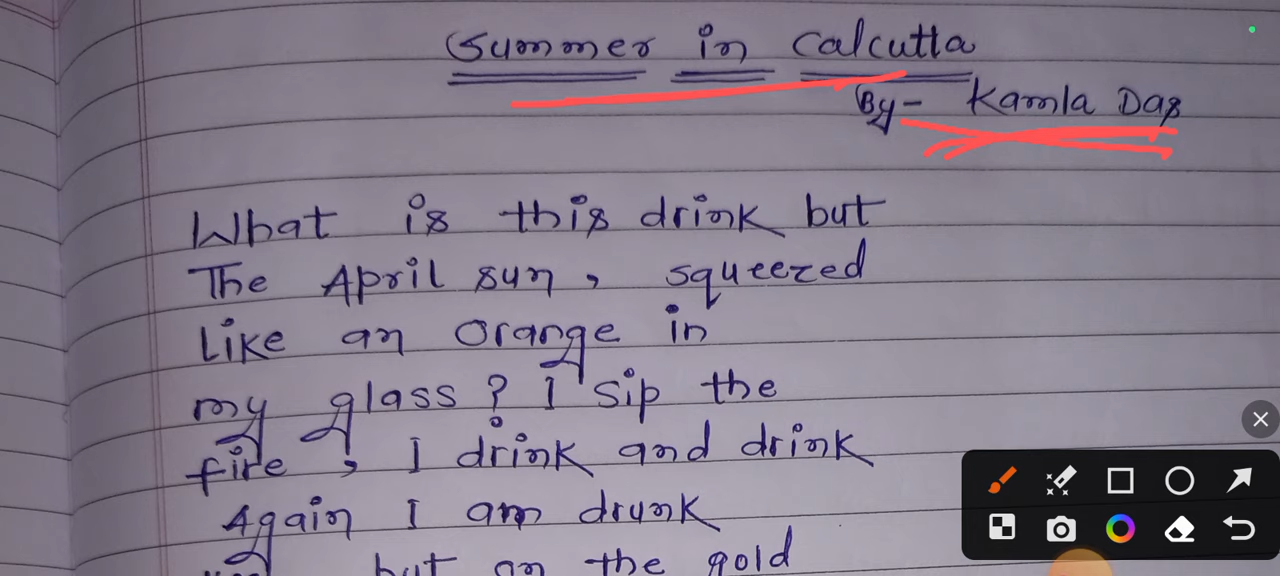 Summer in Calcutta
By- Kamla Das
What is this drink but
The April sun, squeezed
Like an Orange in
my glass? I sip the
fire, I drink and drink
Again I am drunk
but on the gold